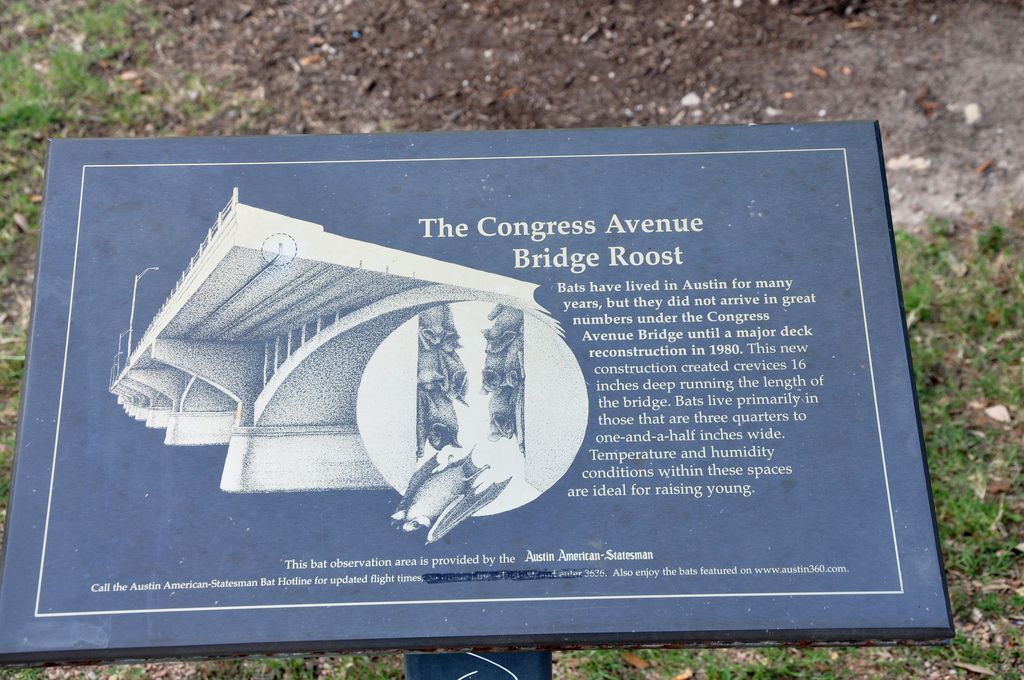 The Congress Avenue
Bridge Roost
Bats have lived in Austin for many
years, but they did not arrive in great
numbers under the Congress
Avenue Bridge until a major deck
reconstruction in 1980. This new
construction created crevices 16
inches deep running the length of
the bridge. Bats live primarily in
those that are three quarters to
one-and-a-half inches wide.
Temperature and humidity
conditions within these spaces
are ideal for raising young.
This bat observation area is provided by the Austin American-Statesman
Call the Austin American-Statesman Bat Hotline for updated flight times, enter 3636. Also enjoy the bats featured on www.austin360.com.